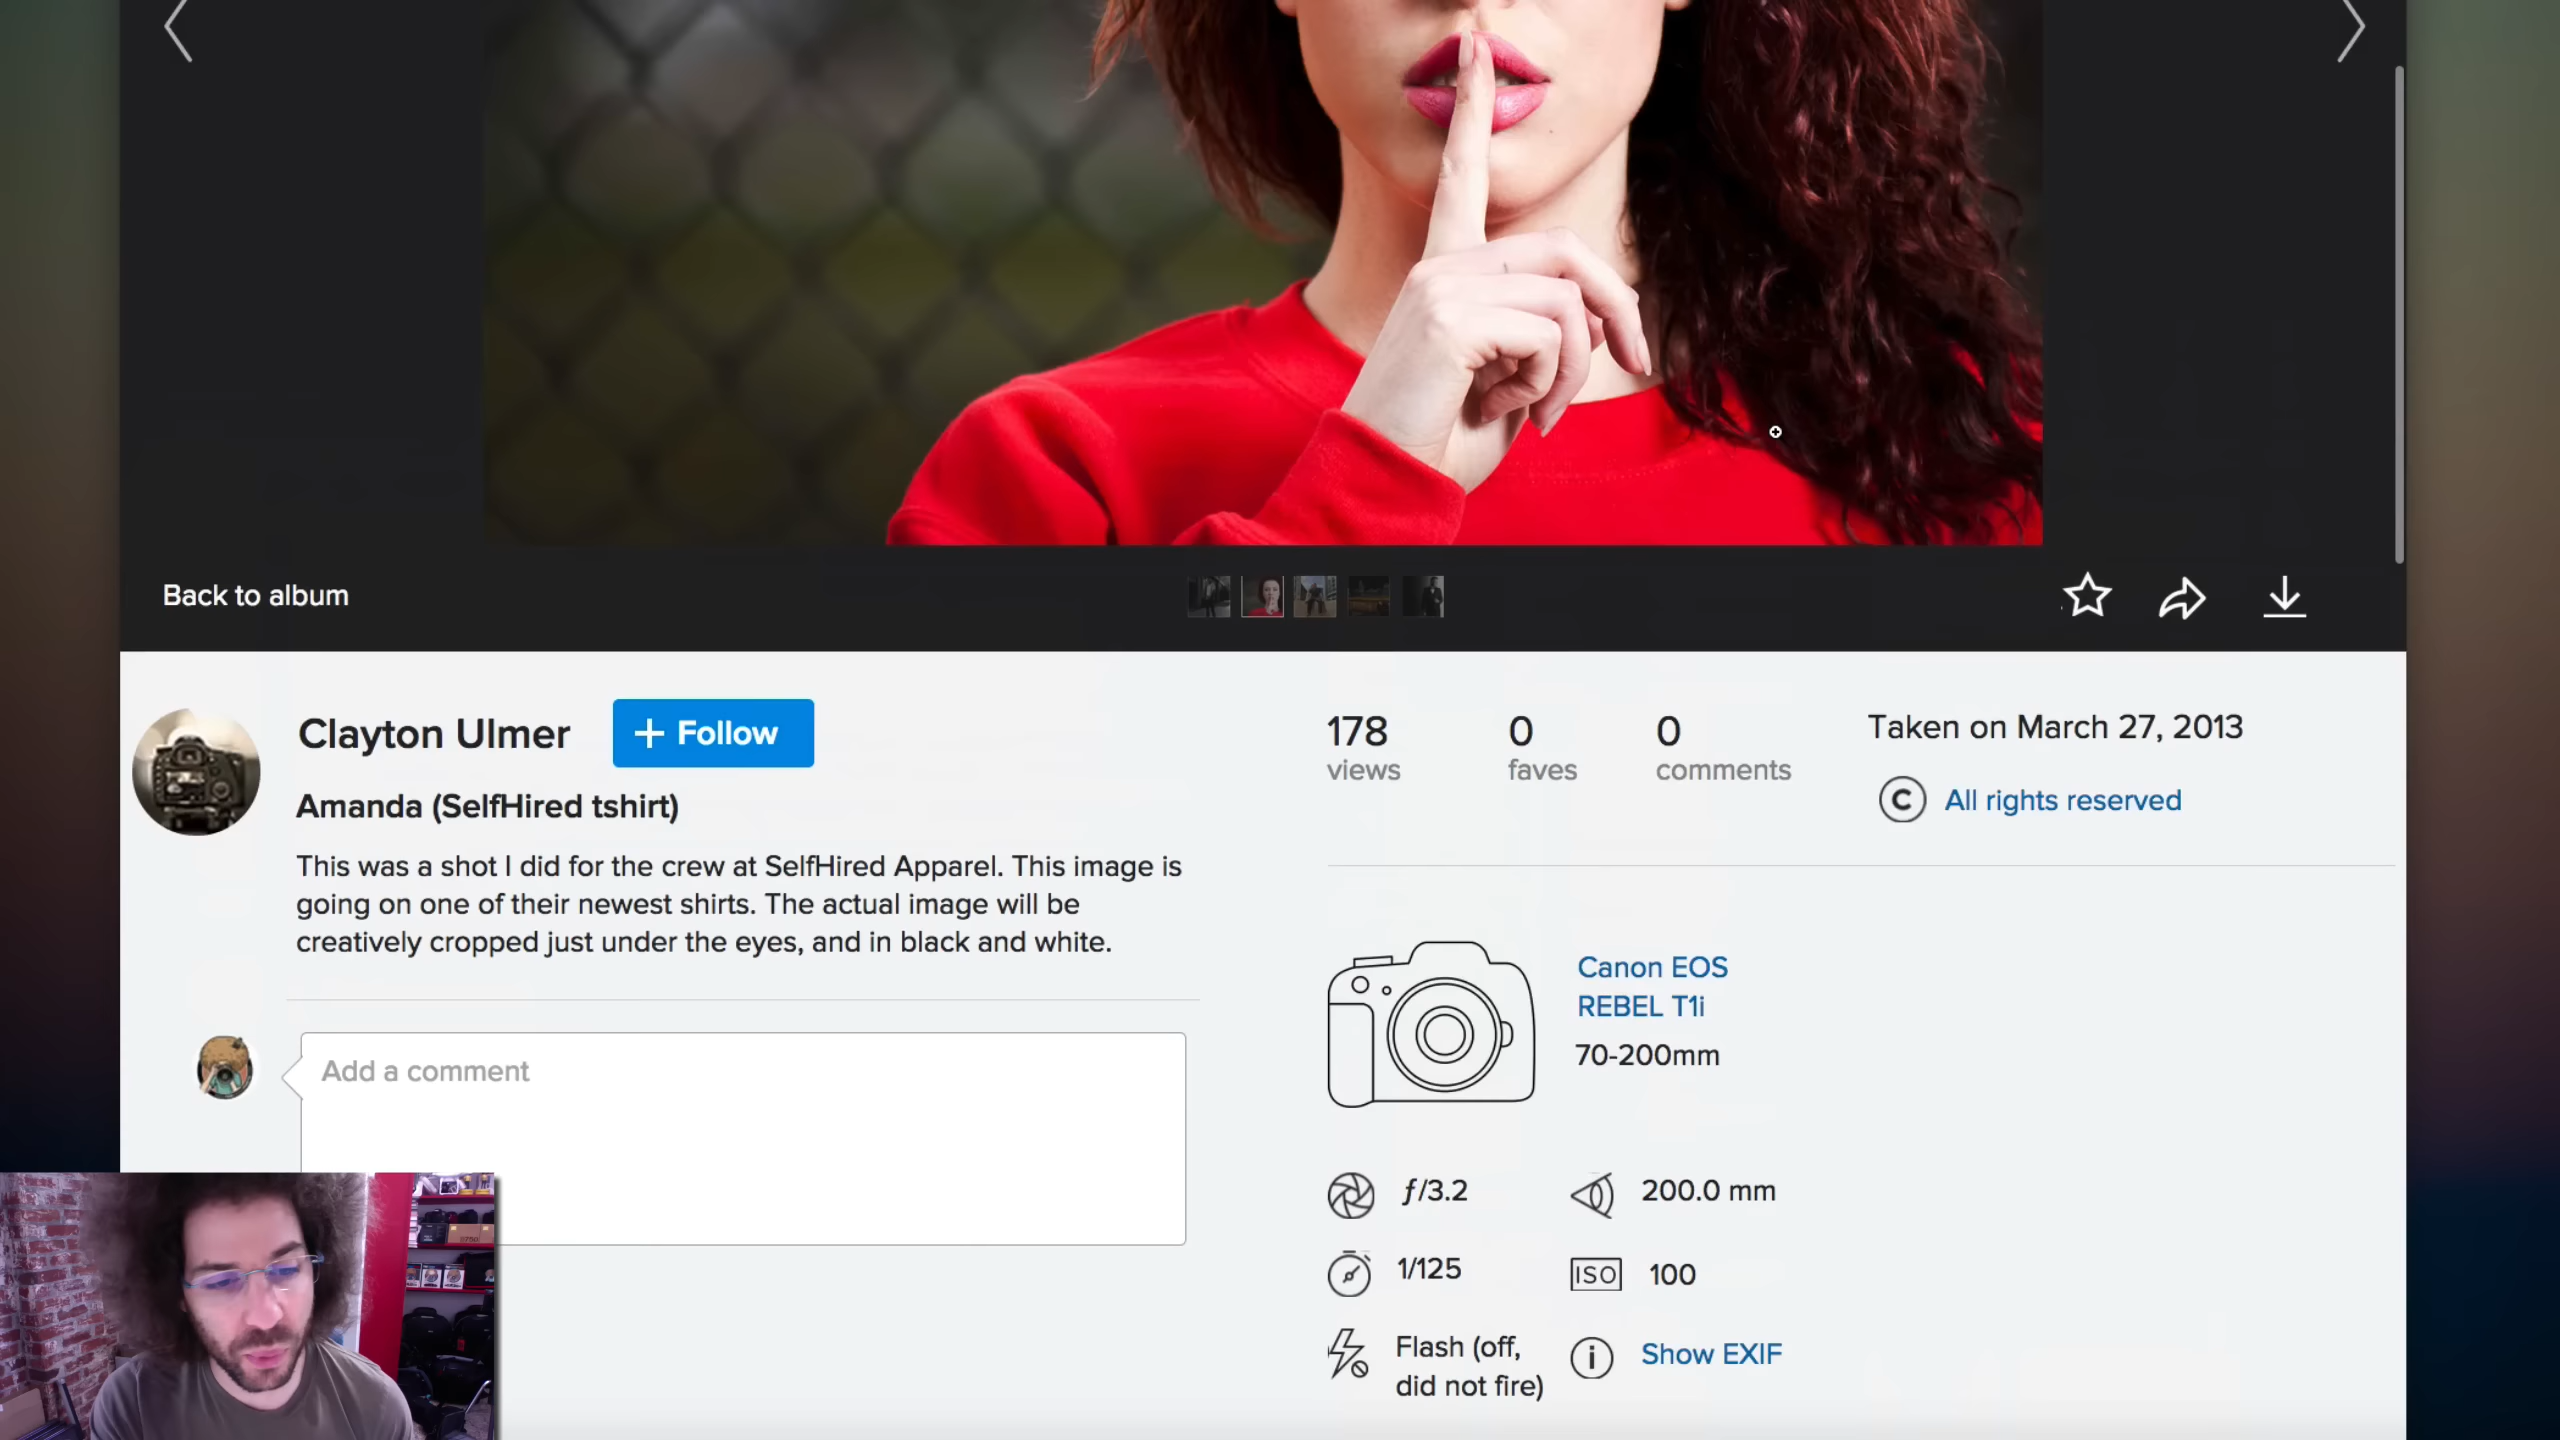 Back to album
Clayton Ulmer
+ Follow
Amanda (SelfHired tshirt)
This was a shot I did for the crew at SelfHired Apparel. This image is
going on one of their newest shirts. The actual image will be
creatively cropped just under the eyes, and in black and white.
Add a comment
178
views
0
faves
0
comments
Taken on March 27, 2013
C All rights reserved
Canon EOS
REBEL T1i
70-200mm
ƒ/3.2
200.0 mm
1/125
ISO 100
Flash (off,
did not fire)
i Show EXIF